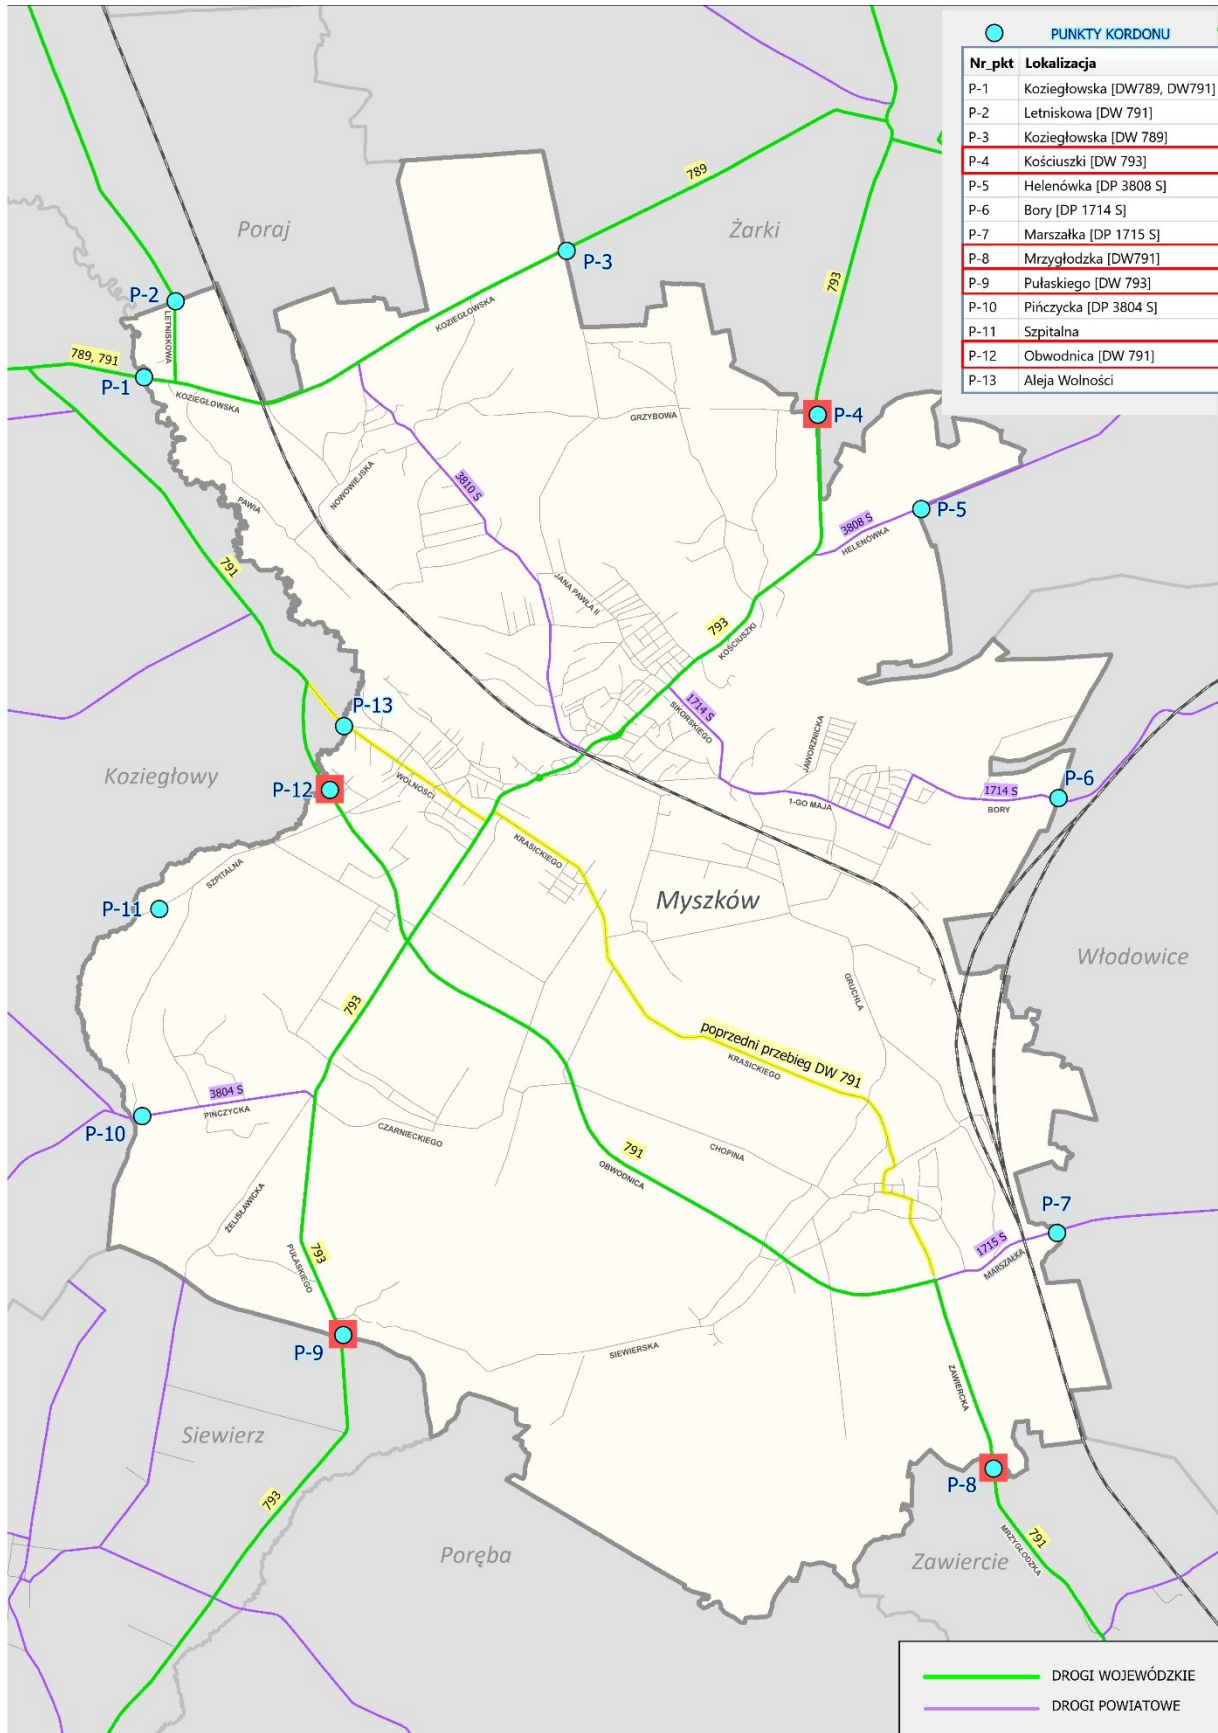 PUNKTY KORDONU
Nr_pkt Lokalizacja
P-1 Koziegłowska [DW789, DW791]
P-2 Letniskowa [DW 791]
P-3 Koziegłowska [DW 789]
P-4 Kościuszki [DW 793]
P-5 Helenówka [DP 3808 S]
P-6 Bory [DP 1714 S]
P-7 Marszałka [DP 1715 S]
P-8 Mrzygłodzka [DW791]
P-9 Pułaskiego [DW 793]
P-10 Pińczycka [DP 3804 S]
P-11 Szpitalna
P-12 Obwodnica [DW 791]
P-13 Aleja Wolności
789
Poraj
Żarki
P-3
793
P-2
LETNISKOWA
KOZIEGŁOWSKA
789, 791
P-1
KOZIEGŁOWSKA
GRZYBOWA
P-4
NOWOWIEJSKA
3810 S
PAWIA
P-5
3808 S
HELENÓWKA
791
JANA PAWŁA II
793
KOŚCIUSZKI
1714 S
SIKORSKIEGO
P-13
JAWORZNICKA
Koziegłowy
WOLNOŚCI
P-12
P-6
1714 S
BORY
1-GO MAJA
KRASICKIEGO
SZPITALNA
Myszków
P-11
Włodowice
GRUCHLA
793
poprzedni przebieg DW 791
KRASICKIEGO
3804 S
PIŃCZYCKA
P-10
CZARNIECKIEGO
CHOPINA
791
OBWODNICA
ŻELISŁAWICKA
P-7
1715 S
MARSZAŁKA
793
PUŁASKIEGO
P-9
SIEWIERSKA
ZAWIERCKA
Siewierz
P-8
793
791
MRZYGŁODZKA
Poręba
Zawiercie
DROGI WOJEWÓDZKIE
DROGI POWIATOWE